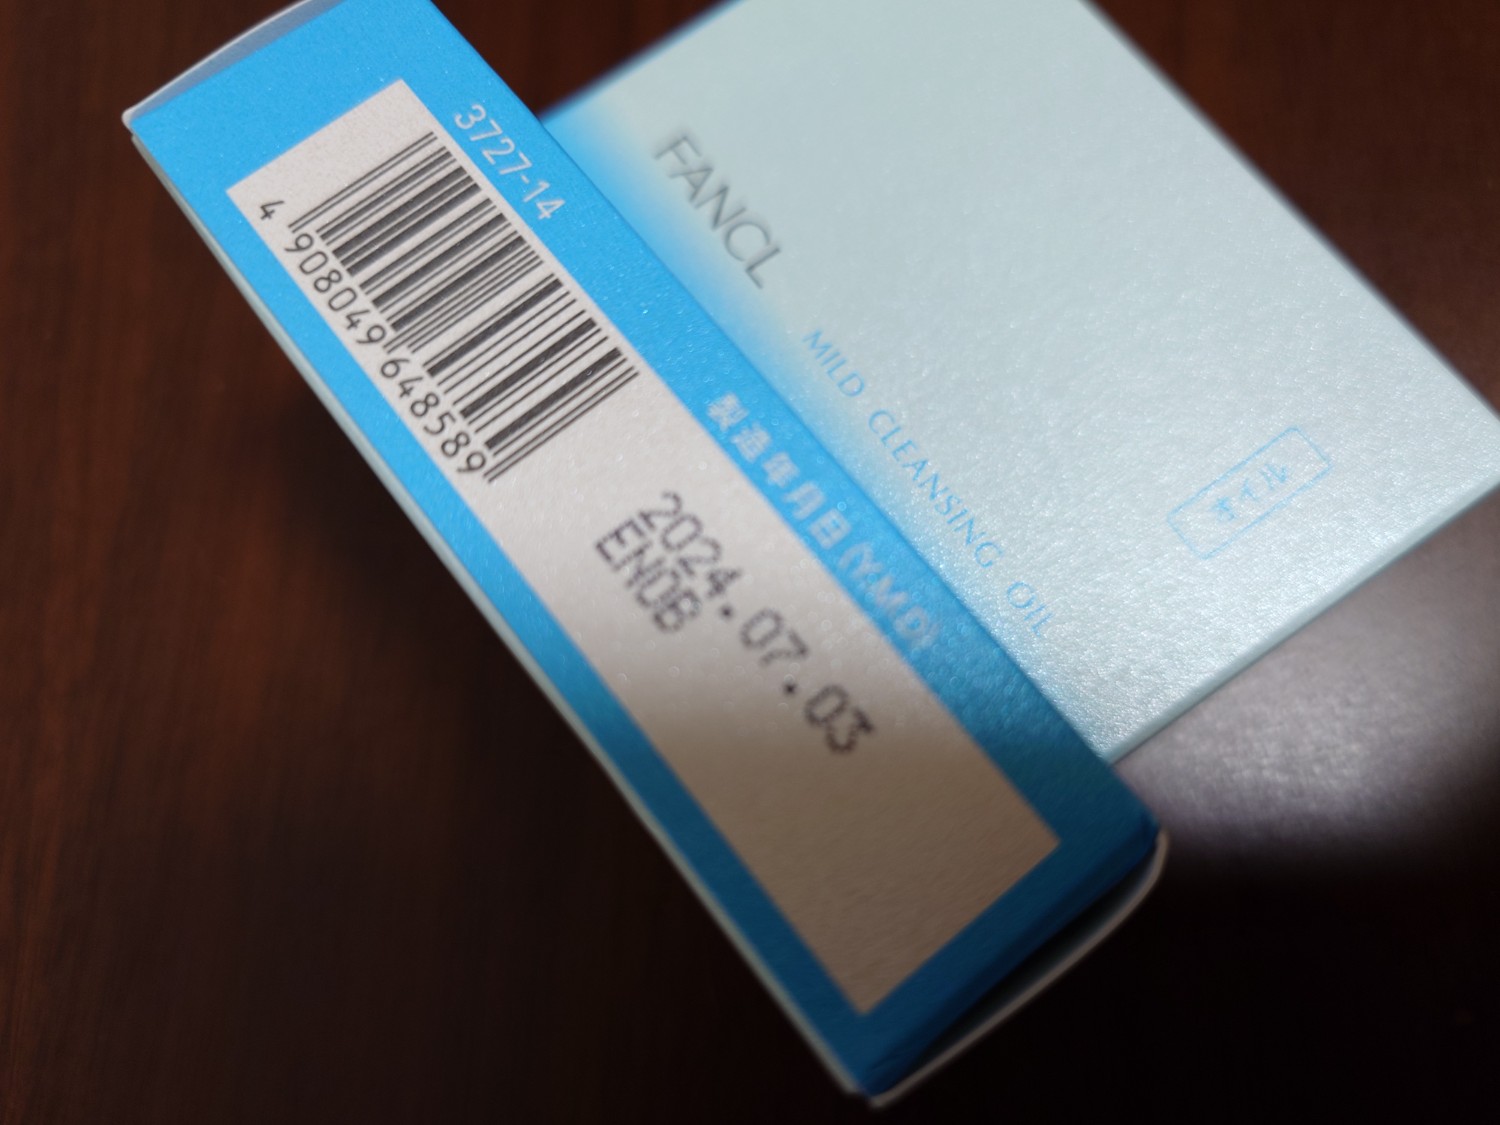 3727-14
4 908049 648589
製造年月日(Y.M.D)
2024.07.03
EN0B
FANCL
MILD CLEANSING OIL
オイル